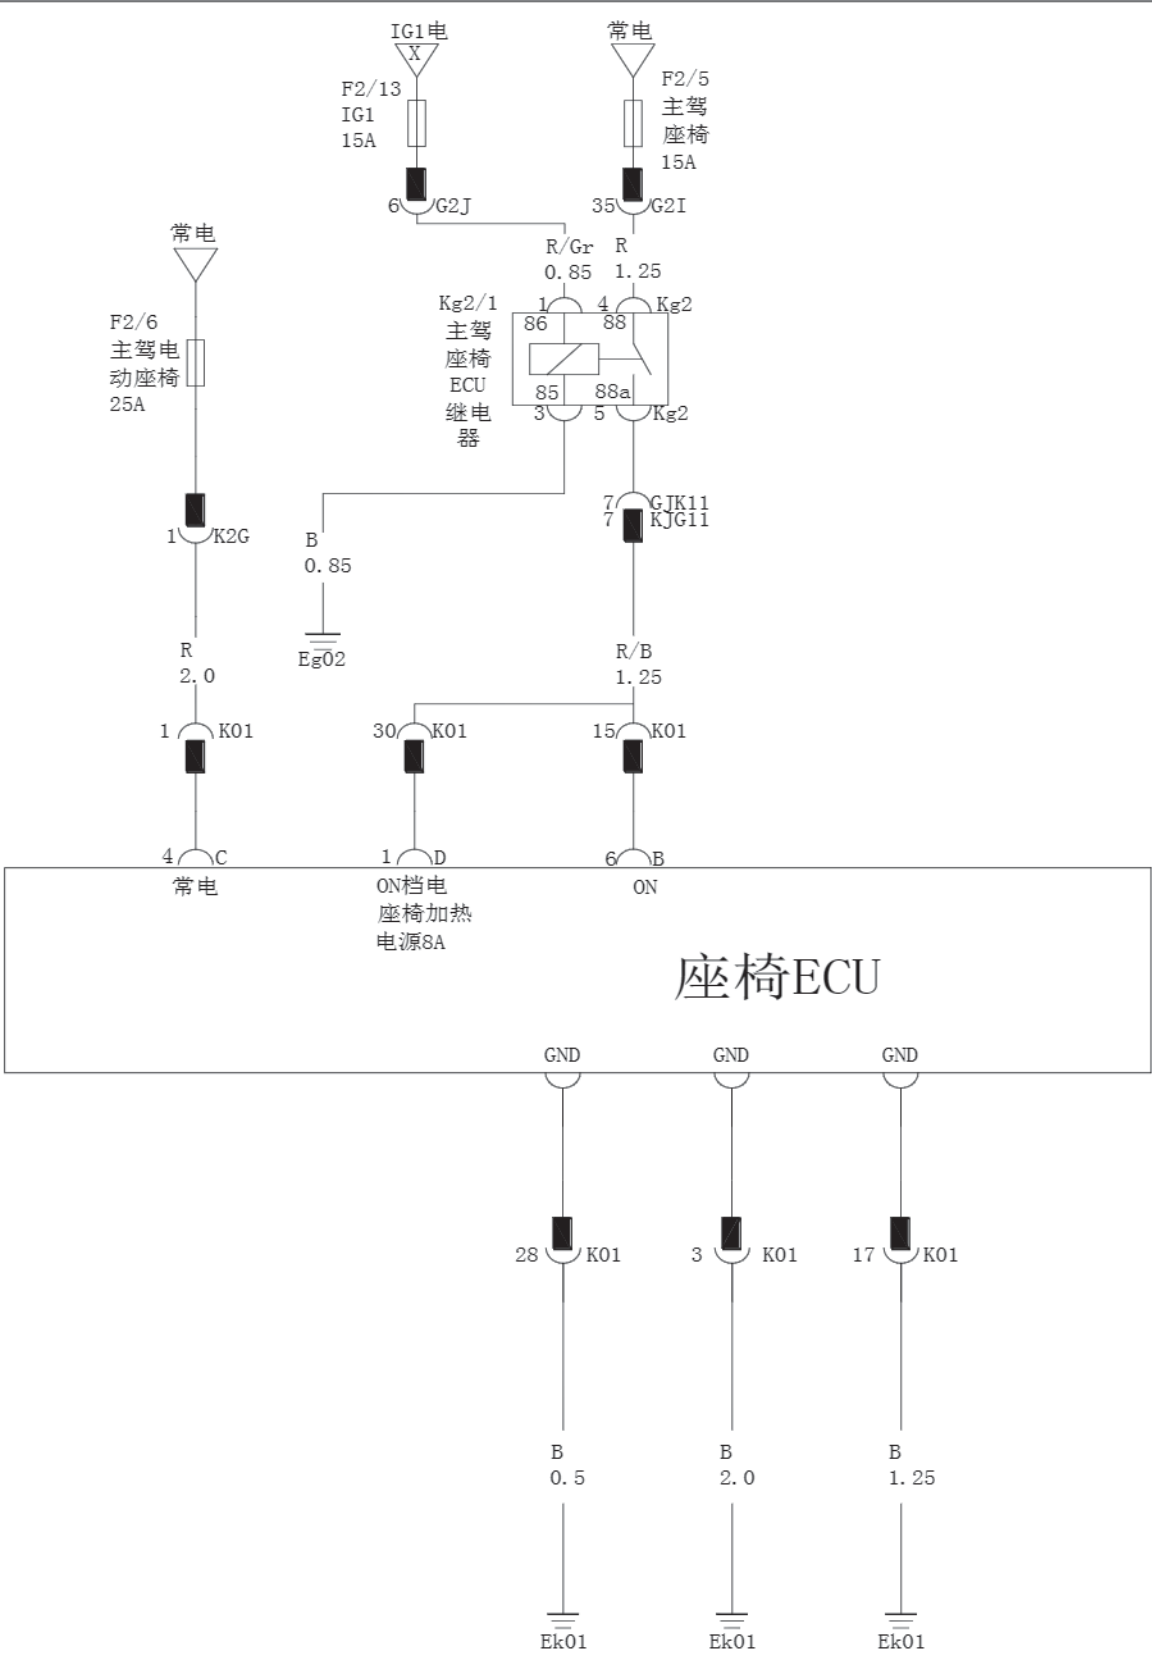 IG1电
X
F2/13
IG1
15A
6
G2J
常电
F2/5
主驾
座椅
15A
35
G2I
R/Gr
0.85
R
1.25
常电
F2/6
主驾电
动座椅
25A
1
K2G
R
2.0
1
K01
4
C
Kg2/1
主驾
座椅
ECU
继电
器
1
4
Kg2
86
88
85
88a
3
5
Kg2
B
0.85
Eg02
7
GJK11
7
KJG11
R/B
1.25
30
K01
15
K01
1
D
6
B
常电
ON档电
座椅加热
电源8A
ON
座椅ECU
GND
GND
GND
28
K01
3
K01
17
K01
B
0.5
B
2.0
B
1.25
Ek01
Ek01
Ek01